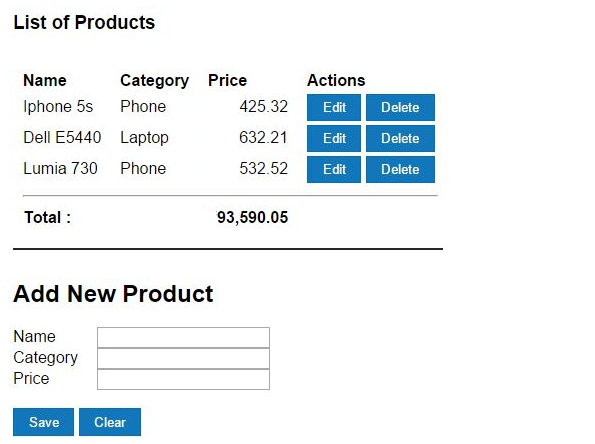 List of Products
Name Category Price Actions
Iphone 5s Phone 425.32 Edit Delete
Dell E5440 Laptop 632.21 Edit Delete
Lumia 730 Phone 532.52 Edit Delete
Total : 93,590.05
Add New Product
Name
Category
Price
Save Clear